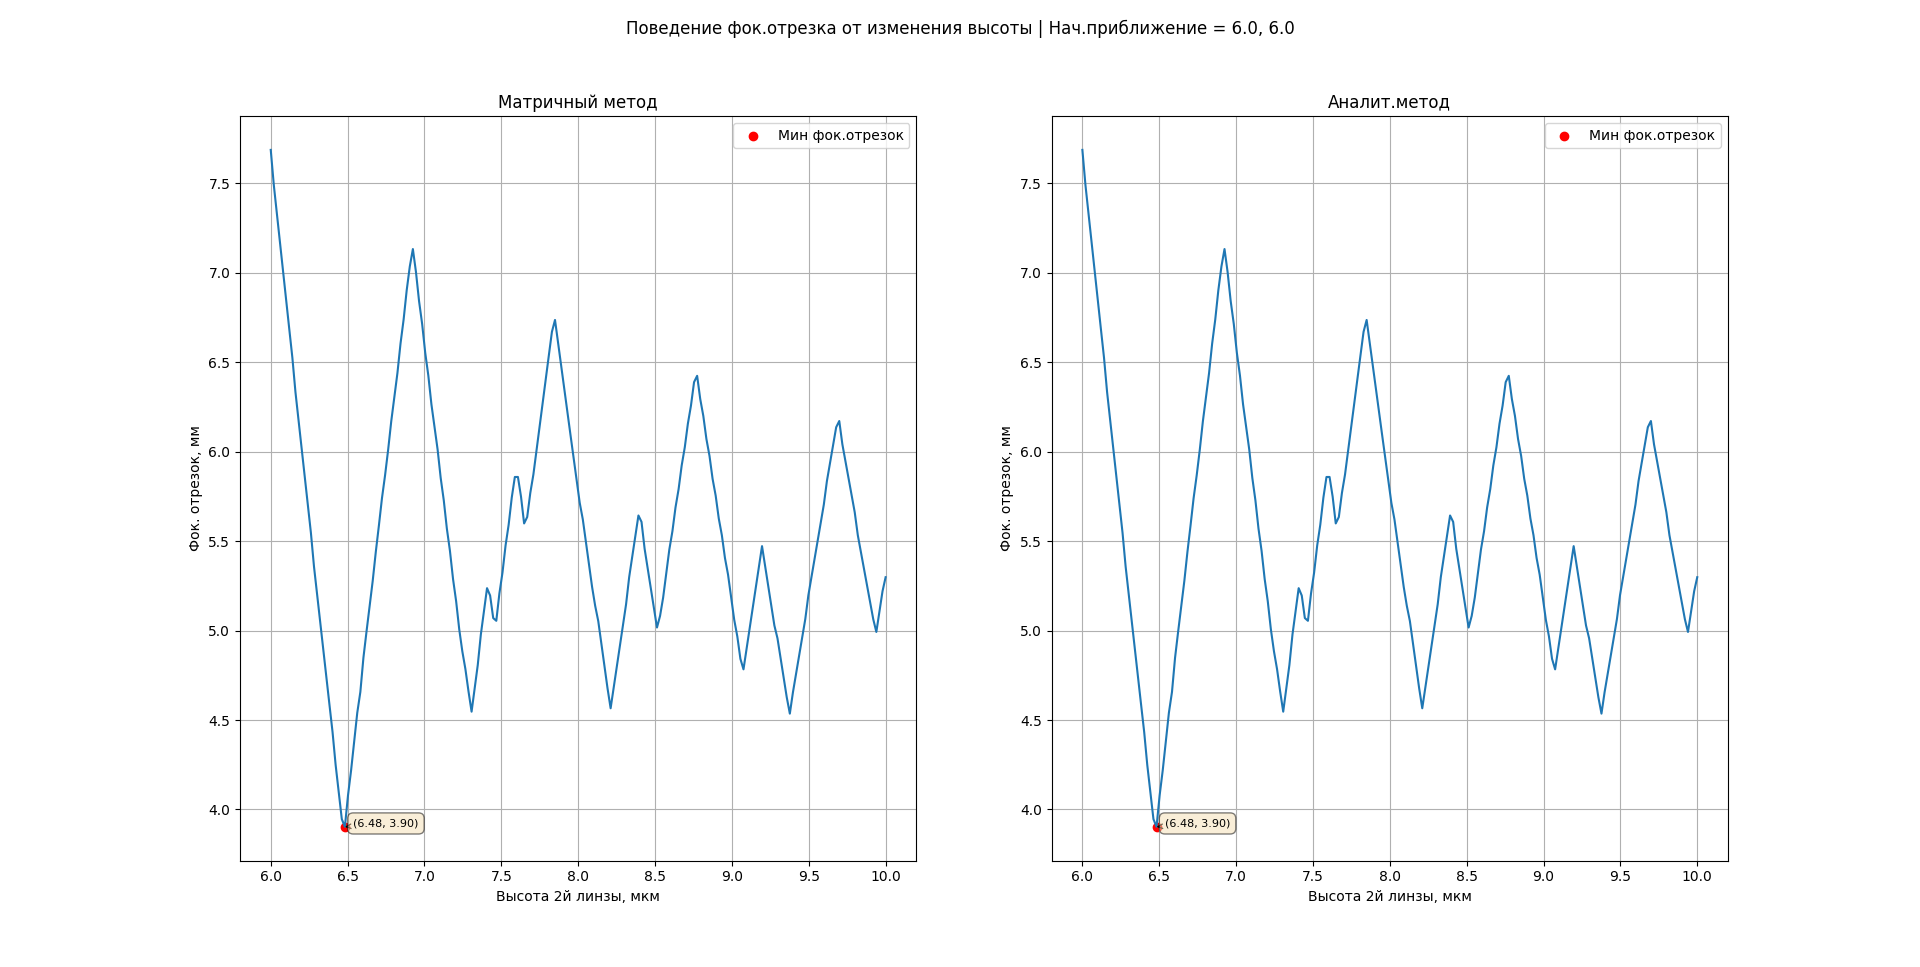 Поведение фок.отрезка от изменения высоты | Нач.приближение = 6.0, 6.0
Матричный метод
Мин фок.отрезок
7.5
7.0
6.5
6.0
5.5
5.0
4.5
4.0
Фок. отрезок, мм
(6.48, 3.90)
6.0 6.5 7.0 7.5 8.0 8.5 9.0 9.5 10.0
Высота 2й линзы, мкм
Аналит.метод
Мин фок.отрезок
7.5
7.0
6.5
6.0
5.5
5.0
4.5
4.0
Фок. отрезок, мм
(6.48, 3.90)
6.0 6.5 7.0 7.5 8.0 8.5 9.0 9.5 10.0
Высота 2й линзы, мкм